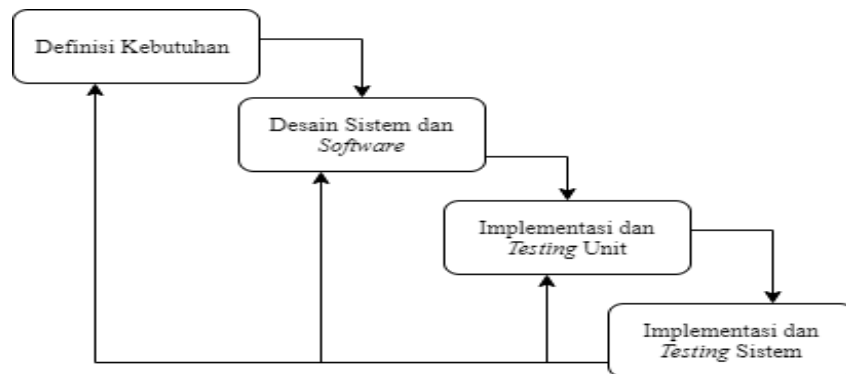 Definisi Kebutuhan
Desain Sistem dan
Software
Implementasi dan
Testing Unit
Implementasi dan
Testing Sistem